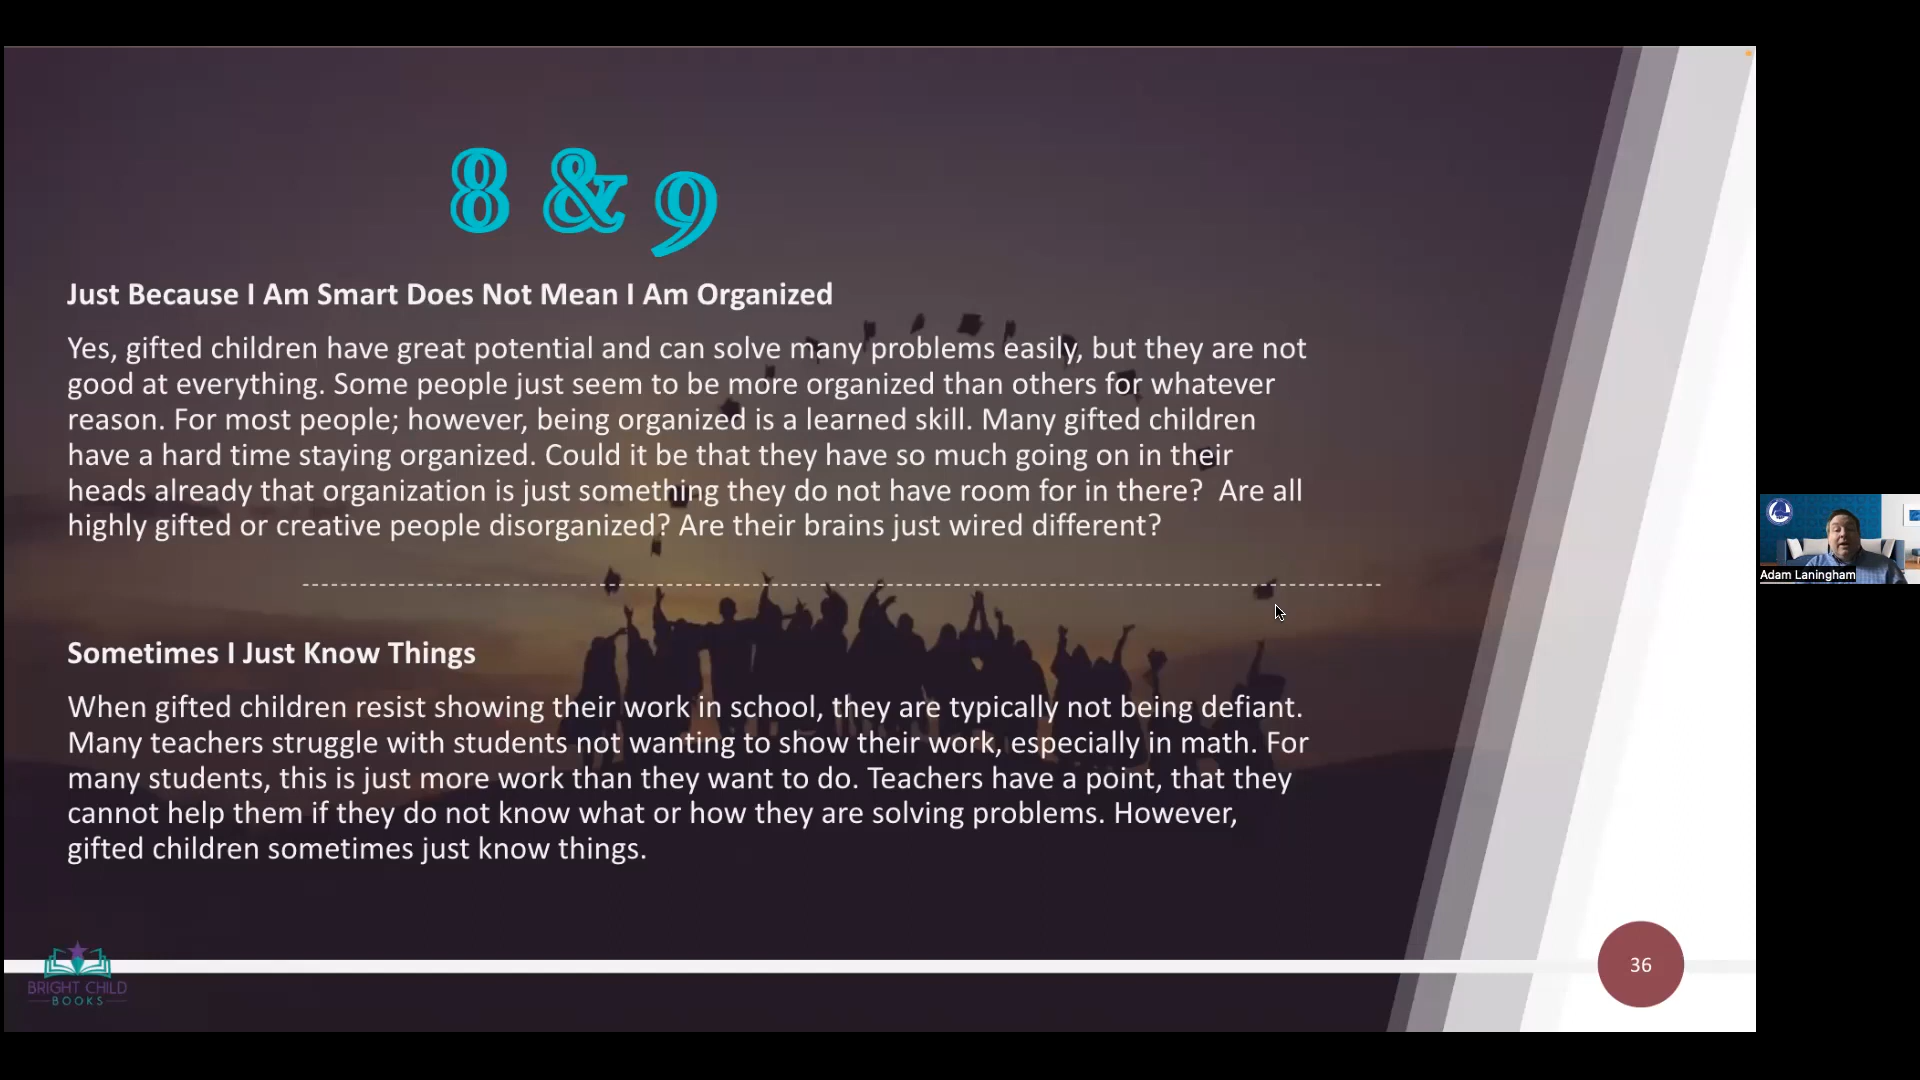 8 & 9
Just Because I Am Smart Does Not Mean I Am Organized
Yes, gifted children have great potential and can solve many problems easily, but they are not
good at everything. Some people just seem to be more organized than others for whatever
reason. For most people; however, being organized is a learned skill. Many gifted children
have a hard time staying organized. Could it be that they have so much going on in their
heads already that organization is just something they do not have room for in there?  Are all
highly gifted or creative people disorganized? Are their brains just wired different?
Sometimes I Just Know Things
When gifted children resist showing their work in school, they are typically not being defiant.
Many teachers struggle with students not wanting to show their work, especially in math. For
many students, this is just more work than they want to do. Teachers have a point, that they
cannot help them if they do not know what or how they are solving problems. However,
gifted children sometimes just know things.
BRIGHT CHILD
BOOKS
36
Adam Laningham